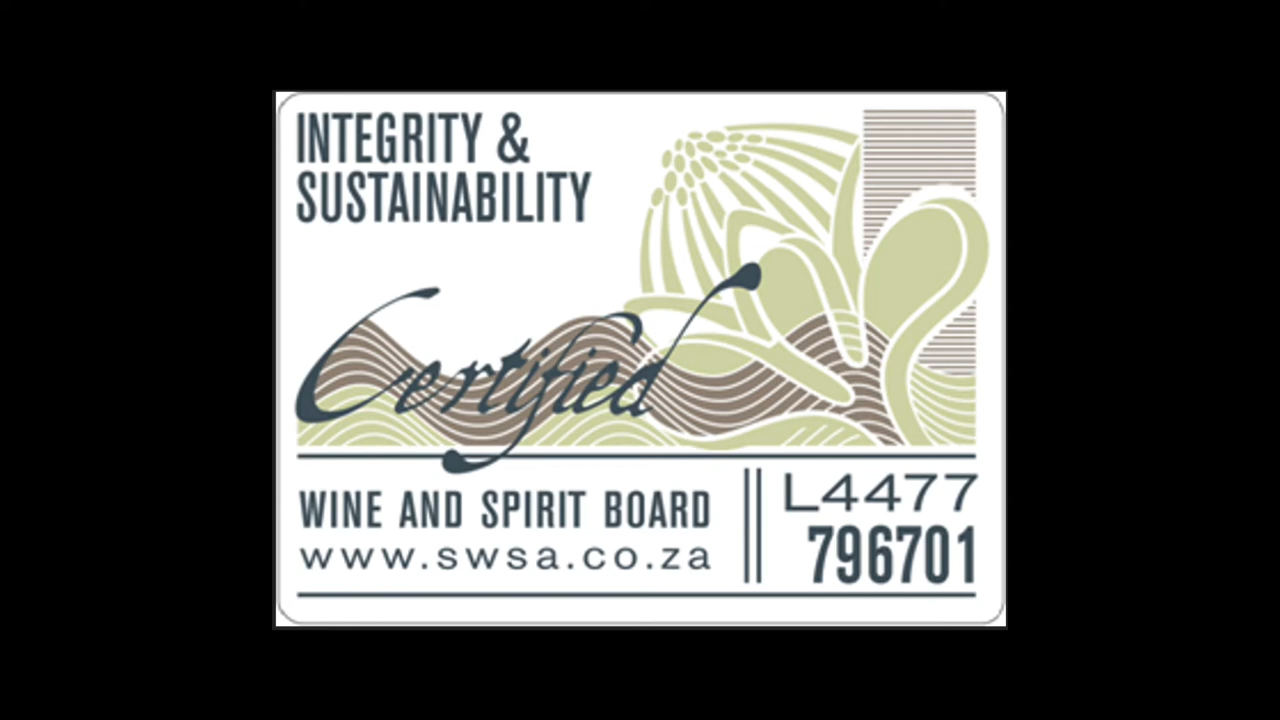 INTEGRITY &
SUSTAINABILITY
Certified
WINE AND SPIRIT BOARD
www.swsa.co.za
L4477
796701